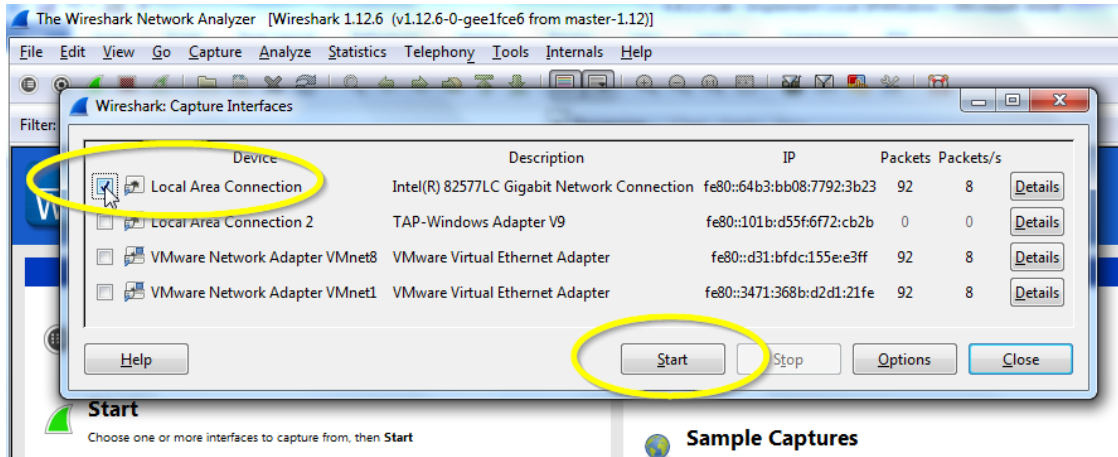 The Wireshark Network Analyzer [Wireshark 1.12.6 (v1.12.6-0-gee1fce6 from master-1.12)]
File Edit View Go Capture Analyze Statistics Telephony Tools Internals Help
Wireshark: Capture Interfaces
Filter:
Device Description IP Packets Packets/s
Local Area Connection Intel(R) 82577LC Gigabit Network Connection fe80::64b3:bb08:7792:3b23 92 8 Details
Local Area Connection 2 TAP-Windows Adapter V9 fe80::101b:d55f:6f72:cb2b 0 0 Details
VMware Network Adapter VMnet8 VMware Virtual Ethernet Adapter fe80::d31:bfdc:155e:e3ff 92 8 Details
VMware Network Adapter VMnet1 VMware Virtual Ethernet Adapter fe80::3471:368b:d2d1:21fe 92 8 Details
Help Start Stop Options Close
Start
Choose one or more interfaces to capture from, then Start
Sample Captures